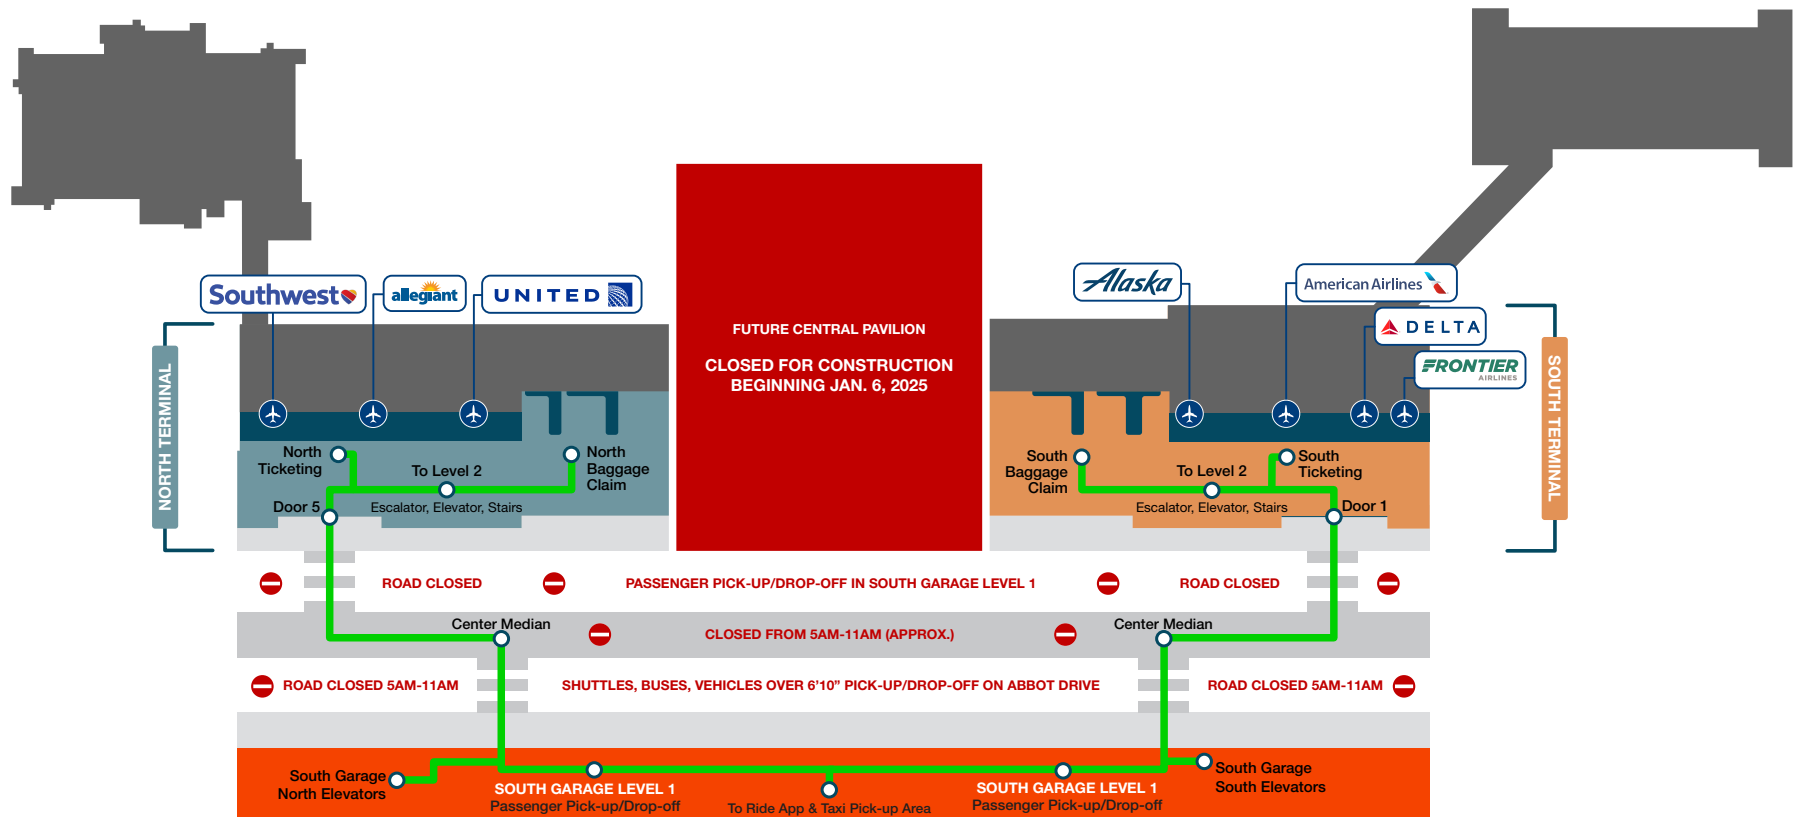 Southwest
allegiant
UNITED
Alaska
American Airlines
DELTA
FRONTIER
AIRLINES
FUTURE CENTRAL PAVILION
CLOSED FOR CONSTRUCTION
BEGINNING JAN. 6, 2025
NORTH TERMINAL
SOUTH TERMINAL
North
Ticketing
To Level 2
Escalator, Elevator, Stairs
North
Baggage
Claim
Door 5
South
Baggage
Claim
To Level 2
Escalator, Elevator, Stairs
South
Ticketing
Door 1
ROAD CLOSED
PASSENGER PICK-UP/DROP-OFF IN SOUTH GARAGE LEVEL 1
ROAD CLOSED
Center Median
CLOSED FROM 5AM-11AM (APPROX.)
Center Median
ROAD CLOSED 5AM-11AM
SHUTTLES, BUSES, VEHICLES OVER 6'10” PICK-UP/DROP-OFF ON ABBOT DRIVE
ROAD CLOSED 5AM-11AM
South Garage
North Elevators
SOUTH GARAGE LEVEL 1
Passenger Pick-up/Drop-off
To Ride App & Taxi Pick-up Area
SOUTH GARAGE LEVEL 1
Passenger Pick-up/Drop-off
South Garage
South Elevators